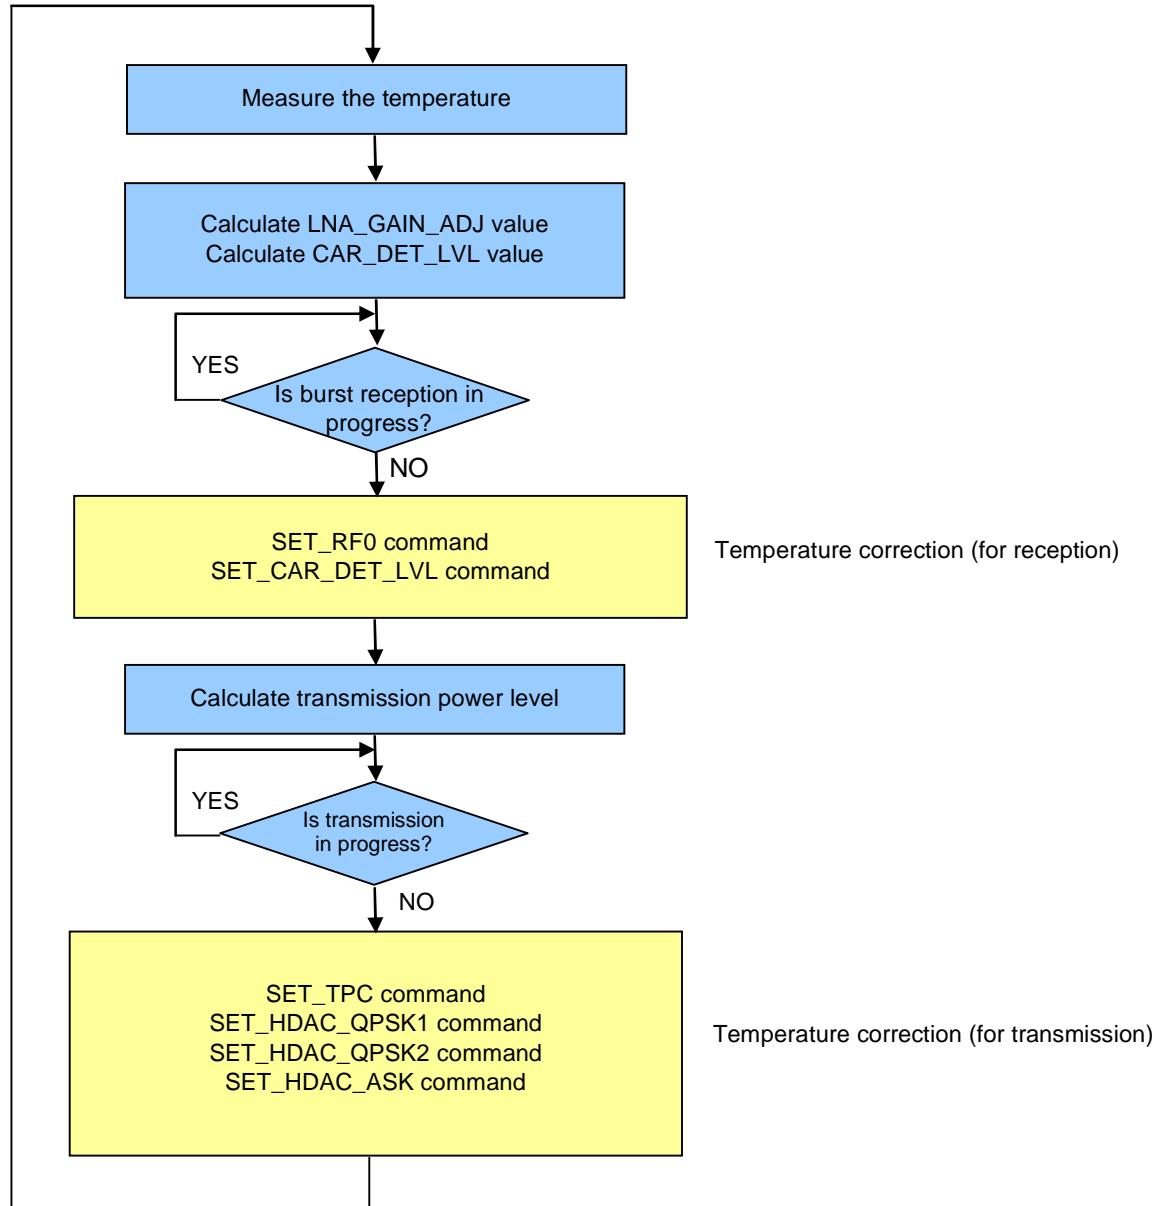 Measure the temperature
Calculate LNA_GAIN_ADJ value
Calculate CAR_DET_LVL value
YES
Is burst reception in
progress?
NO
SET_RF0 command
SET_CAR_DET_LVL command
Temperature correction (for reception)
Calculate transmission power level
YES
Is transmission
in progress?
NO
SET_TPC command
SET_HDAC_QPSK1 command
SET_HDAC_QPSK2 command
SET_HDAC_ASK command
Temperature correction (for transmission)